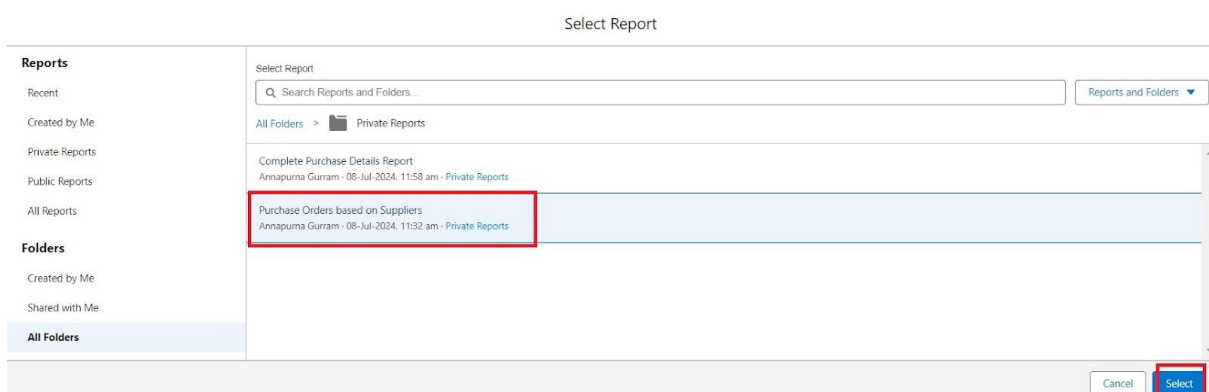 Select Report
Reports
Recent
Created by Me
Private Reports
Public Reports
All Reports
Folders
Created by Me
Shared with Me
All Folders
Select Report
Search Reports and Folders...
Reports and Folders
All Folders > Private Reports
Complete Purchase Details Report
Annapurna Gurram · 08-Jul-2024, 11:58 am · Private Reports
Purchase Orders based on Suppliers
Annapurna Gurram · 08-Jul-2024, 11:32 am · Private Reports
Cancel
Select